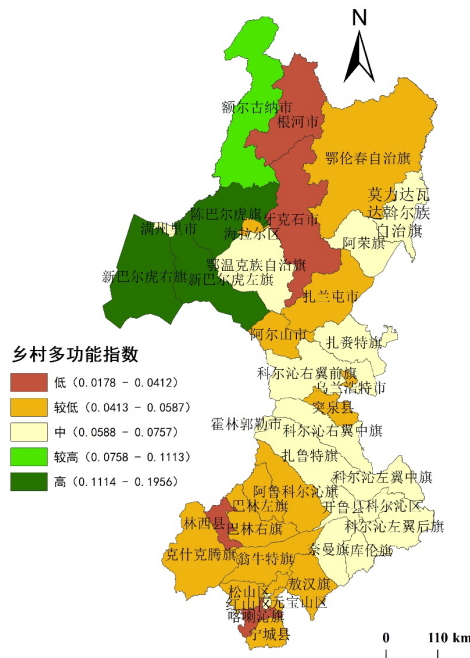 N
额尔古纳市
根河市
鄂伦春自治旗
莫力达瓦
达斡尔族
自治旗
陈巴尔虎旗
牙克石市
满州里市
海拉尔区
阿荣旗
鄂温克族自治旗
新巴尔虎右旗
新巴尔虎左旗
扎兰屯市
阿尔山市
扎赉特旗
乡村多功能指数
低（0.0178 - 0.0412）
较低（0.0413 - 0.0587）
中（0.0588 - 0.0757）
较高（0.0758 - 0.1113）
高（0.1114 - 0.1956）
科尔沁右翼前旗
乌兰浩特市
突泉县
霍林郭勒市
科尔沁右翼中旗
扎鲁特旗
科尔沁左翼中旗
阿鲁科尔沁旗
巴林左旗
开鲁县
科尔沁区
林西县
巴林右旗
科尔沁左翼后旗
克什克腾旗
翁牛特旗
奈曼旗
库伦旗
松山区
敖汉旗
红山区
元宝山区
喀喇沁旗
宁城县
0 110 km